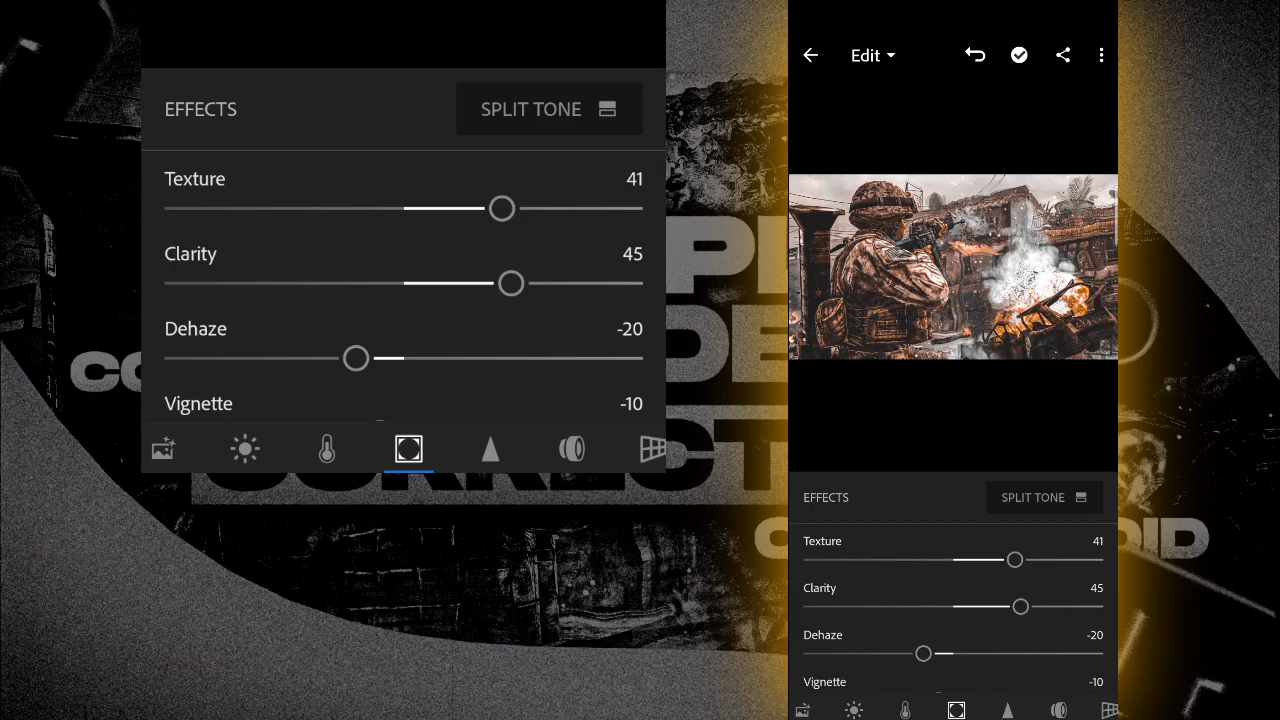 EFFECTS
SPLIT TONE
Texture
41
Clarity
45
Dehaze
-20
Vignette
-10
Edit
EFFECTS
SPLIT TONE
Texture
41
Clarity
45
Dehaze
-20
Vignette
-10